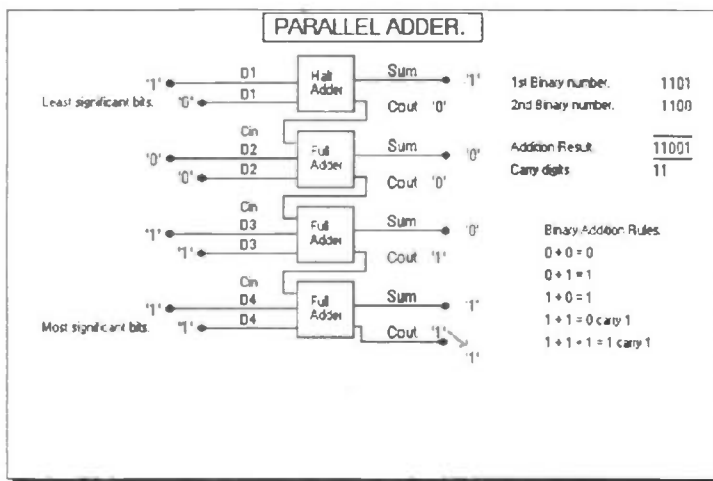 PARALLEL ADDER.
'1' D1 Half Adder Sum '1'
Least significant bits. '0' D1 Cout '0'
Cin
'0' D2 Full Adder Sum '0'
'0' D2 Cout '0'
Cin
'1' D3 Full Adder Sum '0'
'1' D3 Cout '1'
Cin
'1' D4 Full Adder Sum '1'
Most significant bits. '1' D4 Cout '1'
'1'
1st Binary number. 1101
2nd Binary number. 1100
Addition Result. 11001
Carry digits 11
Binary Addition Rules.
0 + 0 = 0
0 + 1 = 1
1 + 0 = 1
1 + 1 = 0 carry 1
1 + 1 + 1 = 1 carry 1